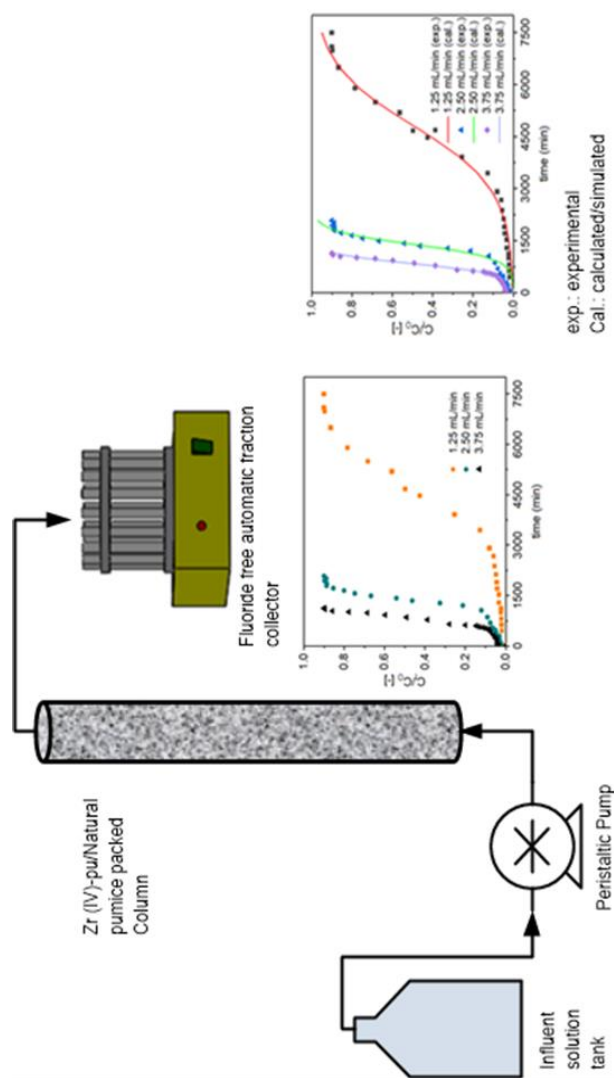 Influent
solution
tank
Peristaltic Pump
Zr (IV)-pu/Natural
pumice packed
Column
Fluoride free automatic fraction
collector
C/C₀ [-]
1.0
0.8
0.6
0.4
0.2
0.0
0
1500
3000
4500
6000
7500
time (min)
1.25 mL/min
2.50 mL/min
3.75 mL/min
C/C₀ [-]
1.0
0.8
0.6
0.4
0.2
0.0
0
1500
3000
4500
6000
7500
time (min)
1.25 mL/min (exp.)
1.25 mL/min (cal.)
2.50 mL/min (exp.)
2.50 mL/min (cal.)
3.75 mL/min (exp.)
3.75 mL/min (cal.)
exp.: experimental
Cal.: calculated/simulated